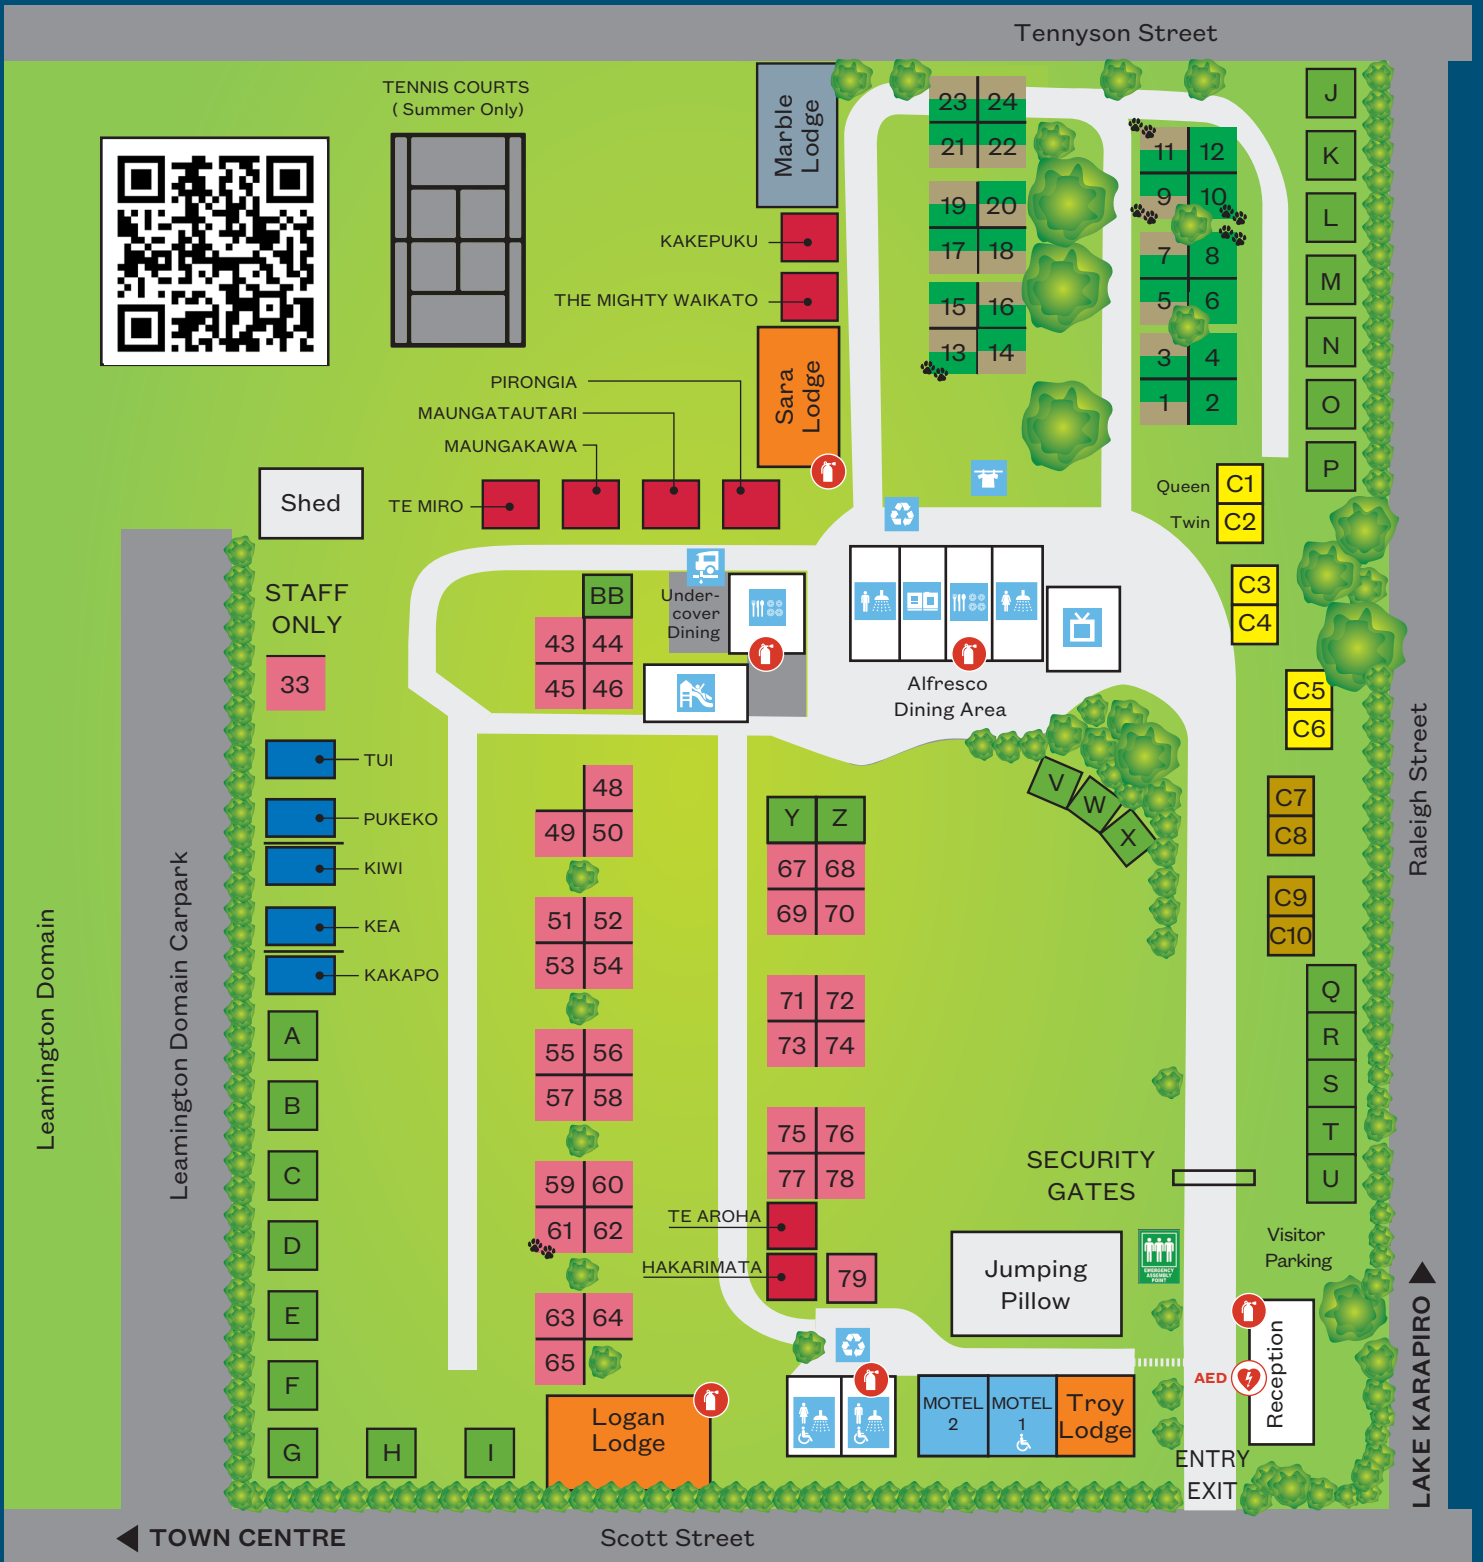 Tennyson Street
TENNIS COURTS
( Summer Only)
Marble
Lodge
23 24
21 22
19 20
17 18
15 16
13 14
11 12
9 10
7 8
5 6
3 4
1 2
J
K
L
M
N
O
P
KAKEPUKU
THE MIGHTY WAIKATO
Sara
Lodge
PIRONGIA
MAUNGATAUTARI
MAUNGAKAWA
TE MIRO
Shed
Queen C1
Twin C2
C3
C4
C5
C6
C7
C8
C9
C10
STAFF
ONLY
33
BB
43 44
45 46
Under-
cover
Dining
Alfresco
Dining Area
TUI
PUKEKO
KIWI
KEA
KAKAPO
48
49 50
51 52
53 54
55 56
57 58
59 60
61 62
63 64
65
Y Z
67 68
69 70
71 72
73 74
75 76
77 78
TE AROHA
HAKARIMATA
79
V
W
X
Q
R
S
T
U
A
B
C
D
E
F
G H I
SECURITY
GATES
Visitor
Parking
EMERGENCY
ASSEMBLY
POINT
Jumping
Pillow
AED
Reception
Logan
Lodge
MOTEL
2
MOTEL
1
Troy
Lodge
ENTRY
EXIT
Leamington Domain
Leamington Domain Carpark
Raleigh Street
LAKE KARAPIRO
TOWN CENTRE
Scott Street